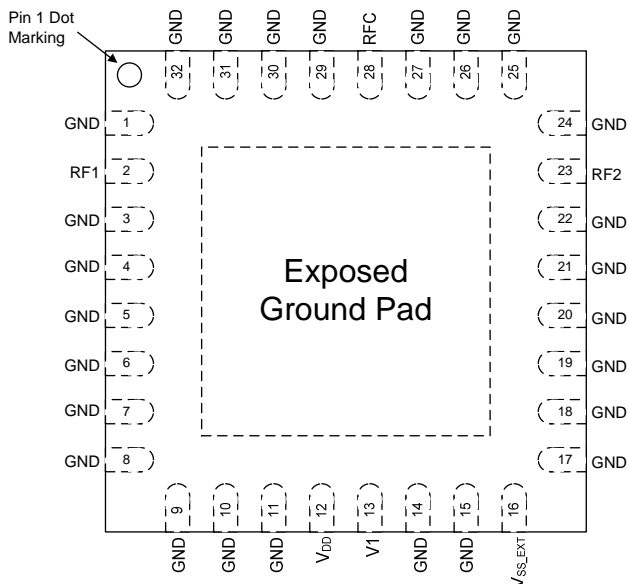 Pin 1 Dot
Marking
GND
GND
GND
GND
RFC
GND
GND
GND
32
31
30
29
28
27
26
25
GND 1
24 GND
RF1 2
23 RF2
GND 3
22 GND
GND 4
21 GND
GND 5
20 GND
GND 6
19 GND
GND 7
18 GND
GND 8
17 GND
Exposed
Ground Pad
9
10
11
12
13
14
15
16
GND
GND
GND
VDD
V1
GND
GND
VSS_EXT